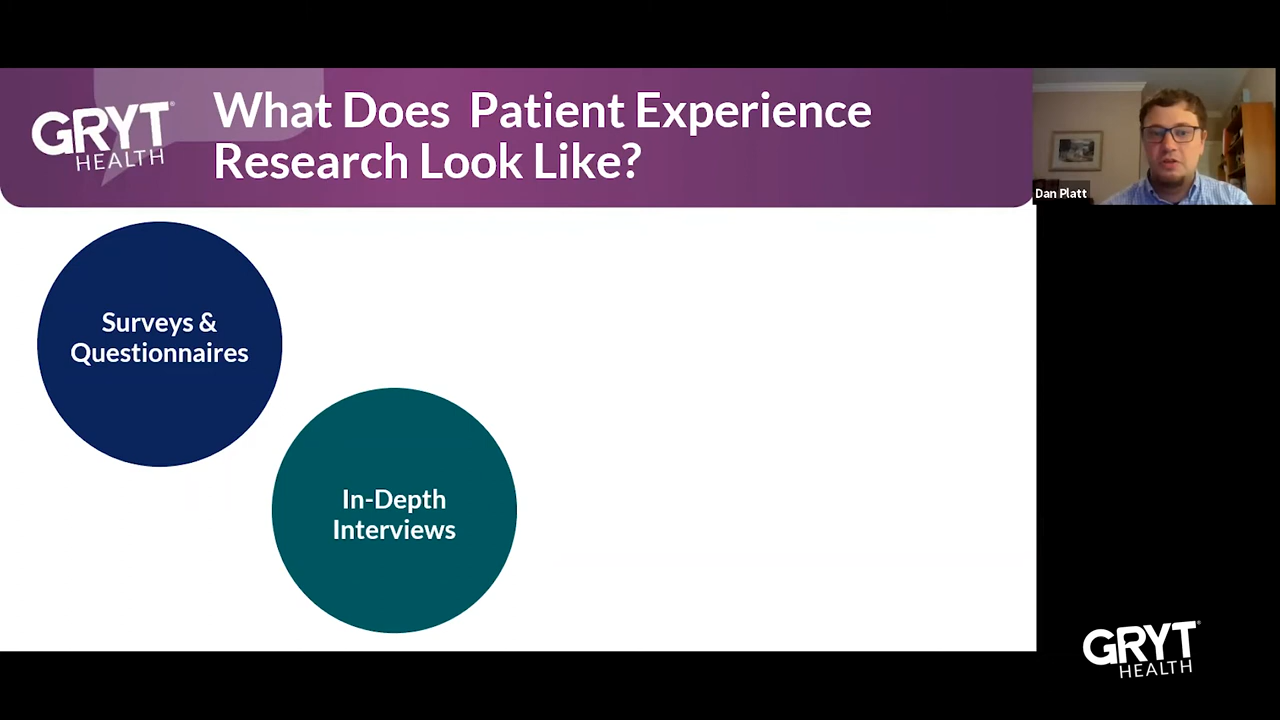 GRYT®
HEALTH
What Does  Patient Experience
Research Look Like?
Dan Platt
Surveys &
Questionnaires
In-Depth
Interviews
GRYT®
HEALTH